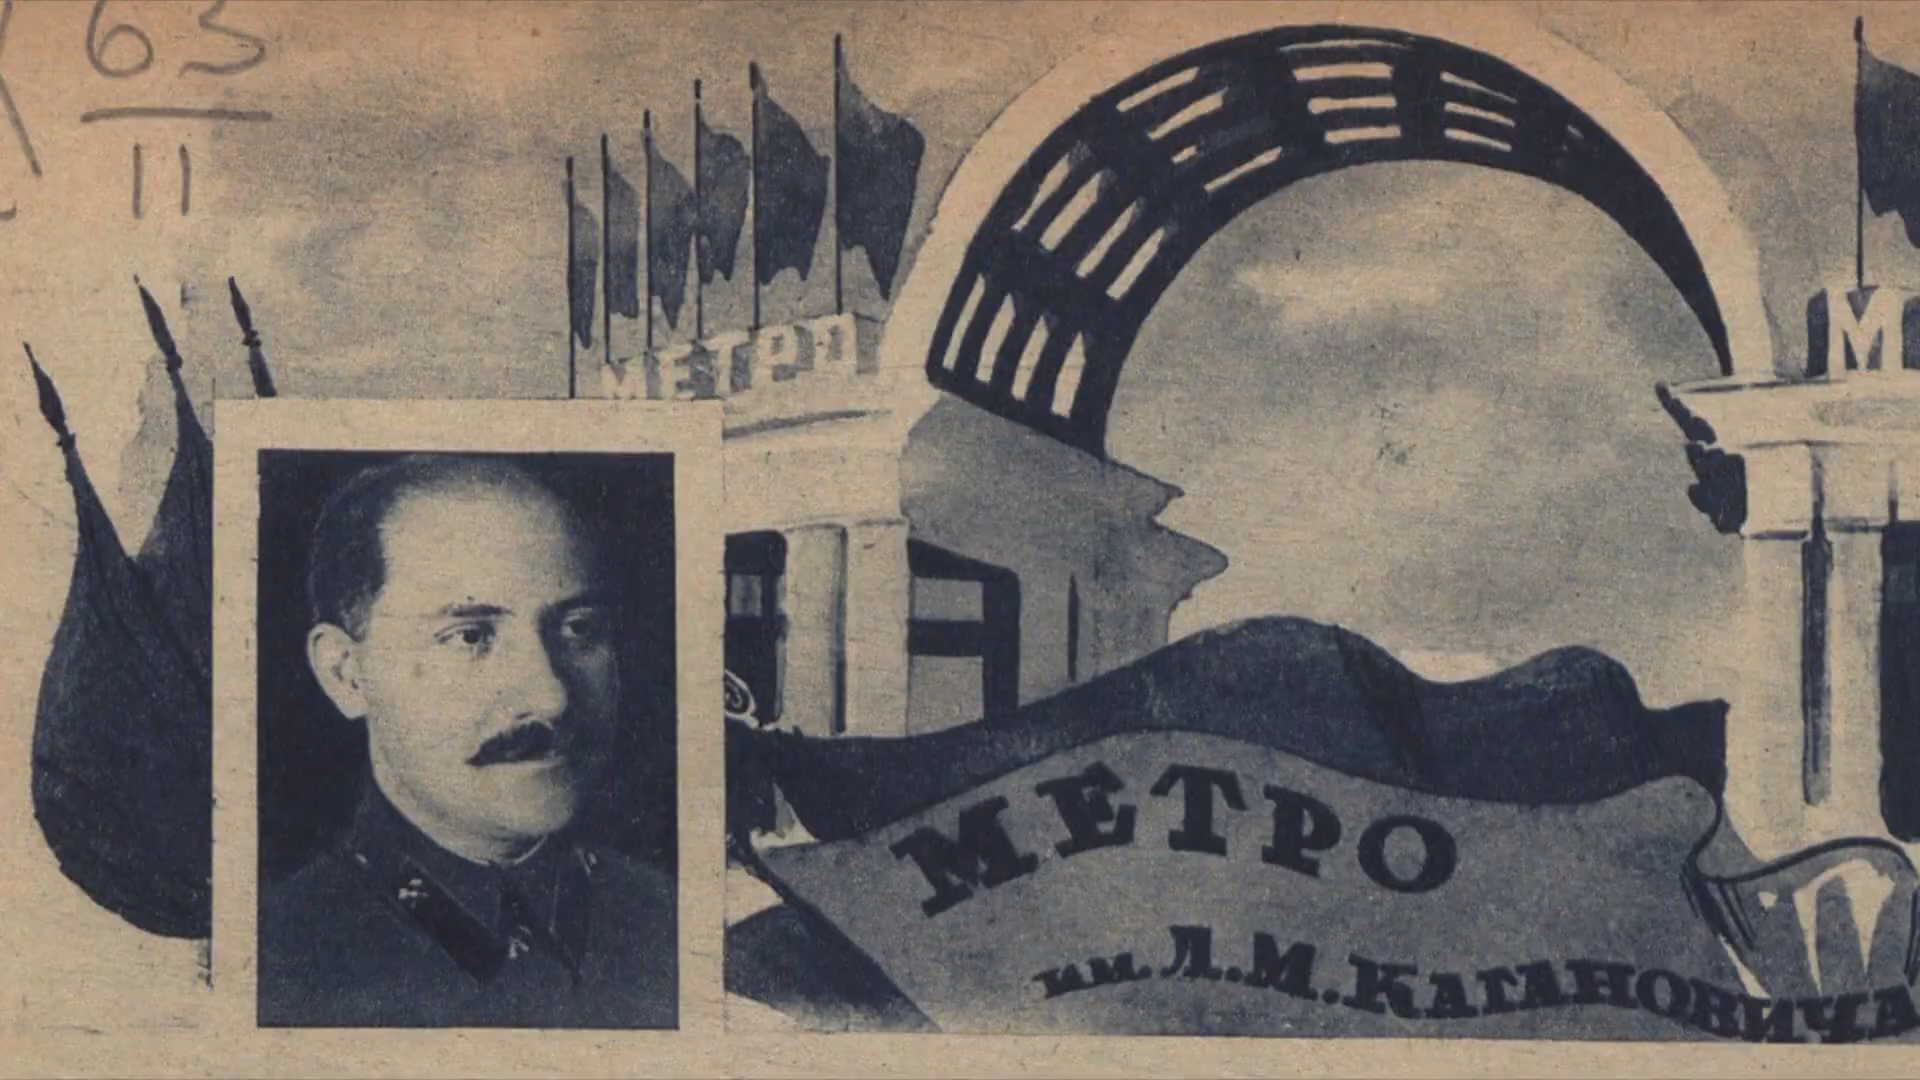 63
11
МЕТРО
М
МЕТРО
им. Л.М. КАГАНОВИЧА